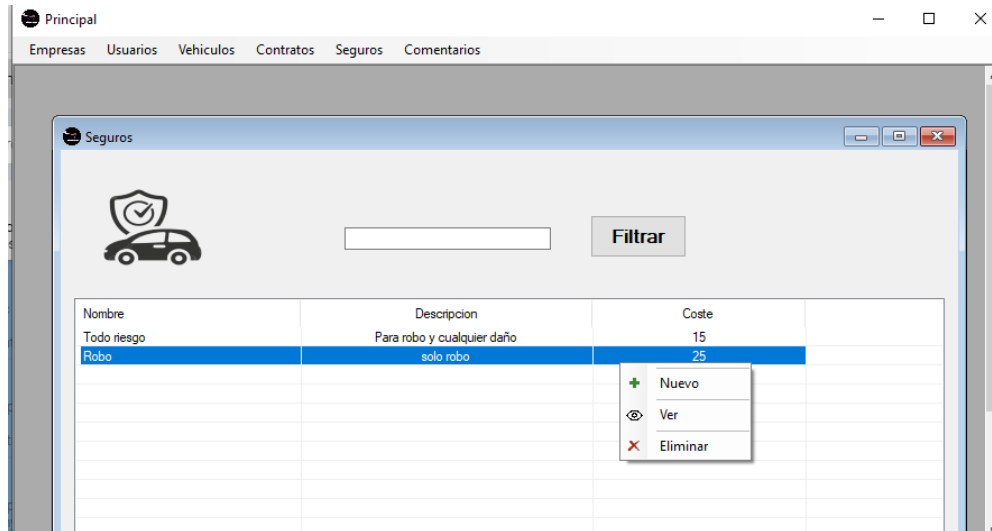 Principal
Empresas Usuarios Vehiculos Contratos Seguros Comentarios
Seguros
Filtrar
Nombre Descripcion Coste
Todo riesgo Para robo y cualquier daño 15
Robo solo robo 25
Nuevo
Ver
Eliminar